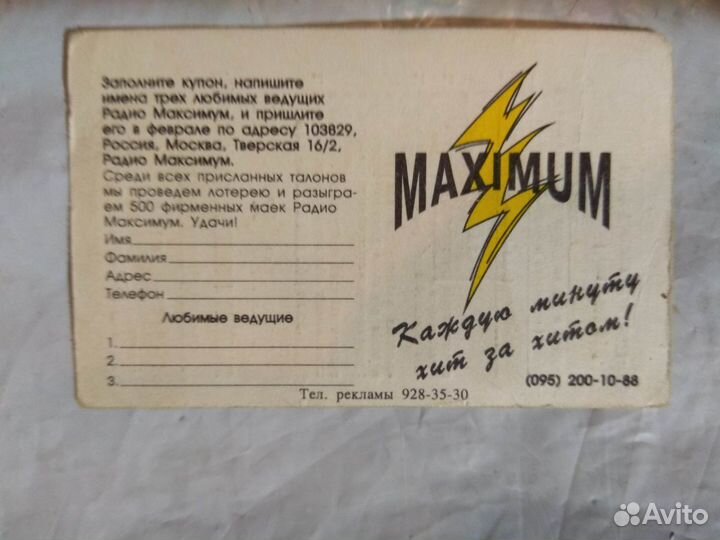 Заполните купон, напишите
имена трех любимых ведущих
Радио Максимум, и пришлите
его в феврале по адресу 103829,
Россия, Москва, Тверская 16/2,
Радио Максимум.
Среди всех присланных талонов
мы проведем лотерею и разыгра-
ем 500 фирменных маек Радио
Максимум. Удачи!
Имя
Фамилия
Адрес
Телефон
Любимые ведущие
1.
2.
3.
MAXIMUM
Каждую минуту
хит за хитом!
(095) 200-10-88
Тел. рекламы 928-35-30
Avito